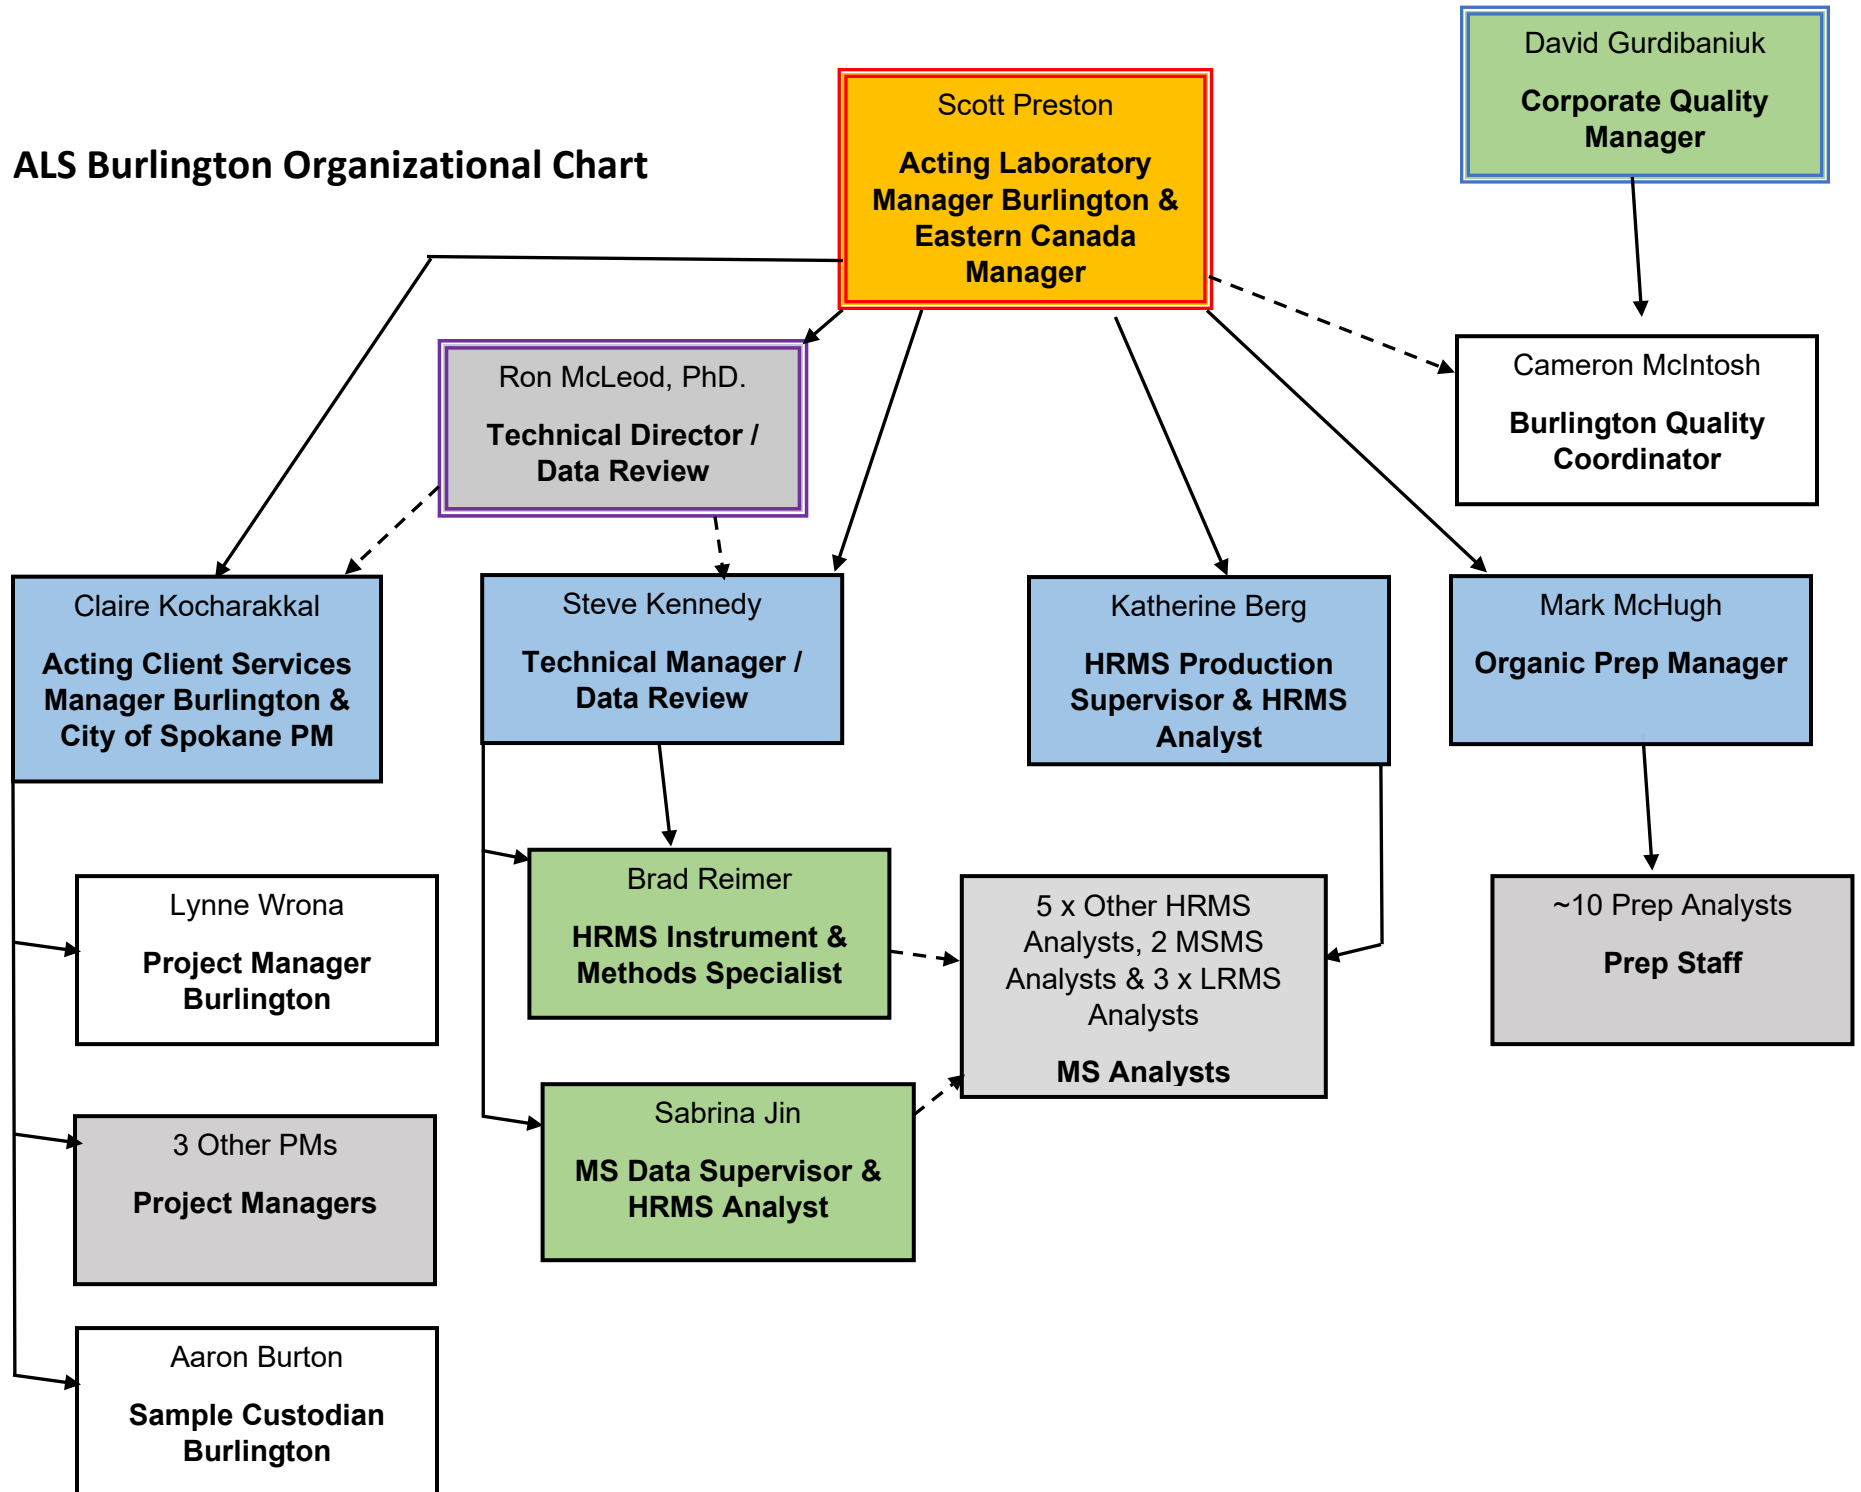 David Gurdibaniuk
Corporate Quality
Manager
Scott Preston
Acting Laboratory
Manager Burlington &
Eastern Canada
Manager
ALS Burlington Organizational Chart
Ron McLeod, PhD.
Technical Director /
Data Review
Cameron McIntosh
Burlington Quality
Coordinator
Claire Kocharakkal
Acting Client Services
Manager Burlington &
City of Spokane PM
Steve Kennedy
Technical Manager /
Data Review
Katherine Berg
HRMS Production
Supervisor & HRMS
Analyst
Mark McHugh
Organic Prep Manager
Lynne Wrona
Project Manager
Burlington
Brad Reimer
HRMS Instrument &
Methods Specialist
5 x Other HRMS
Analysts, 2 MSMS
Analysts & 3 x LRMS
Analysts
MS Analysts
~10 Prep Analysts
Prep Staff
3 Other PMs
Project Managers
Sabrina Jin
MS Data Supervisor &
HRMS Analyst
Aaron Burton
Sample Custodian
Burlington